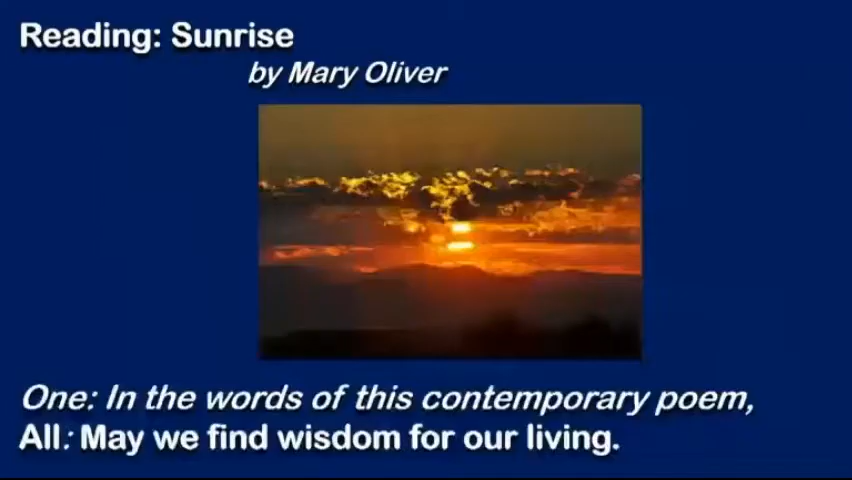 Reading: Sunrise
by Mary Oliver
One: In the words of this contemporary poem,
All: May we find wisdom for our living.